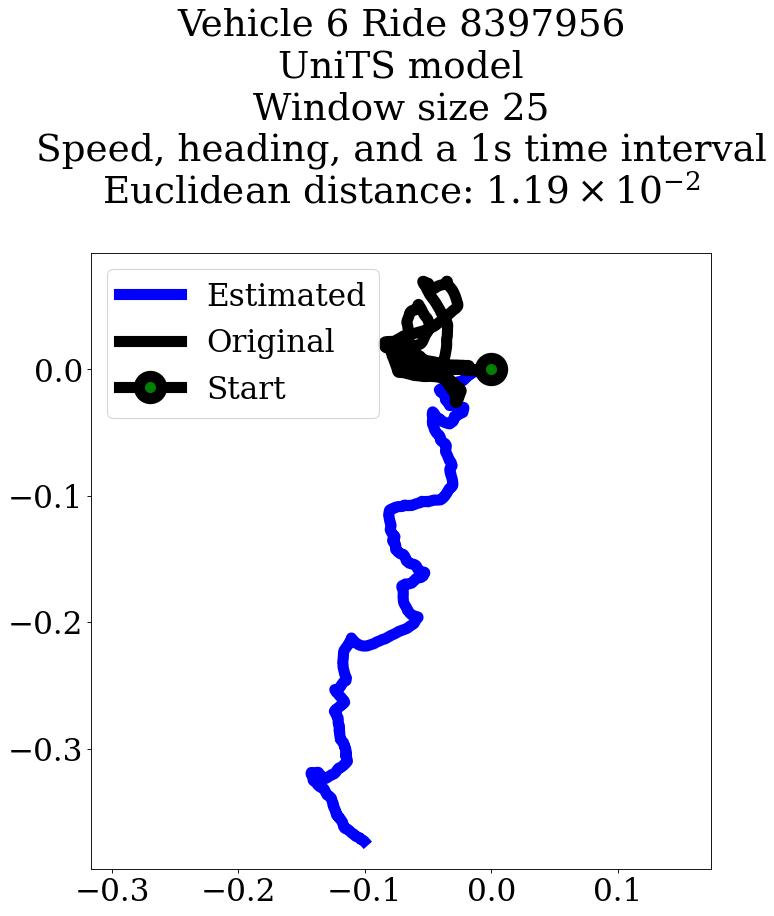 Vehicle 6 Ride 8397956
UniTS model
Window size 25
Speed, heading, and a 1s time interval
Euclidean distance: 1.19 × 10⁻²
Estimated
Original
Start
0.0
−0.1
−0.2
−0.3
−0.3 −0.2 −0.1 0.0 0.1